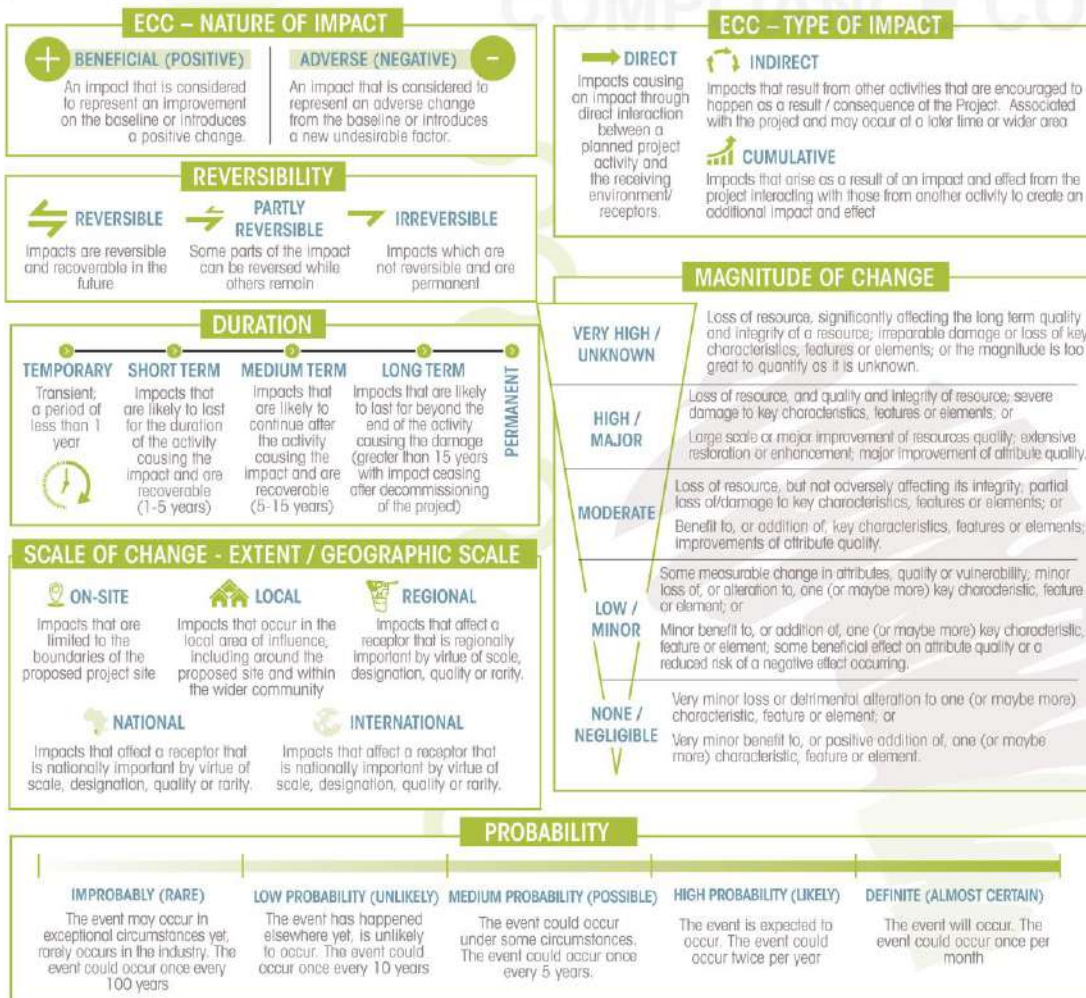 COMPLIANCE CO
ECC – NATURE OF IMPACT
+ BENEFICIAL (POSITIVE)
An impact that is considered
to represent an improvement
on the baseline or introduces
a positive change.
ADVERSE (NEGATIVE) -
An impact that is considered to
represent an adverse change
from the baseline or introduces
a new undesirable factor.
ECC – TYPE OF IMPACT
DIRECT
Impacts causing
an impact through
direct interaction
between a
planned project
activity and
the receiving
environment/
receptors.
INDIRECT
Impacts that result from other activities that are encouraged to
happen as a result / consequence of the Project. Associated
with the project and may occur at a later time or wider area
CUMULATIVE
Impacts that arise as a result of an impact and effect from the
project interacting with those from another activity to create an
additional impact and effect
REVERSIBILITY
REVERSIBLE
Impacts are reversible
and recoverable in the
future
PARTLY
REVERSIBLE
Some parts of the impact
can be reversed while
others remain
IRREVERSIBLE
Impacts which are
not reversible and are
permanent
DURATION
TEMPORARY
Transient;
a period of
less than 1
year
SHORT TERM
Impacts that
are likely to last
for the duration
of the activity
causing the
impact and are
recoverable
(1-5 years)
MEDIUM TERM
Impacts that
are likely to
continue after
the activity
causing the
impact and are
recoverable
(5-15 years)
LONG TERM
Impacts that are likely
to last far beyond the
end of the activity
causing the damage
(greater than 15 years
with impact ceasing
after decommissioning
of the project)
PERMANENT
MAGNITUDE OF CHANGE
VERY HIGH /
UNKNOWN
Loss of resource, significantly affecting the long term quality
and integrity of a resource; irreparable damage or loss of key
characteristics, features or elements; or the magnitude is too
great to quantify as it is unknown.
HIGH /
MAJOR
Loss of resource, and quality and integrity of resource; severe
damage to key characteristics, features or elements; or
Large scale or major improvement of resources quality; extensive
restoration or enhancement; major improvement of attribute quality.
MODERATE
Loss of resource, but not adversely affecting its integrity; partial
loss of/damage to key characteristics, features or elements; or
Benefit to, or addition of, key characteristics, features or elements;
improvements of attribute quality.
LOW /
MINOR
Some measurable change in attributes, quality or vulnerability; minor
loss of, or alteration to, one (or maybe more) key characteristic, feature
or element; or
Minor benefit to, or addition of, one (or maybe more) key characteristic,
feature or element; some beneficial effect on attribute quality or a
reduced risk of a negative effect occurring.
NONE /
NEGLIGIBLE
Very minor loss or detrimental alteration to one (or maybe more)
characteristic, feature or element; or
Very minor benefit to, or positive addition of, one (or maybe
more) characteristic, feature or element.
SCALE OF CHANGE - EXTENT / GEOGRAPHIC SCALE
ON-SITE
Impacts that are
limited to the
boundaries of the
proposed project site
LOCAL
Impacts that occur in the
local area of influence,
including around the
proposed site and within
the wider community
REGIONAL
Impacts that affect a
receptor that is regionally
important by virtue of scale,
designation, quality or rarity.
NATIONAL
Impacts that affect a receptor that
is nationally important by virtue of
scale, designation, quality or rarity.
INTERNATIONAL
Impacts that affect a receptor that
is nationally important by virtue of
scale, designation, quality or rarity.
PROBABILITY
IMPROBABLY (RARE)
The event may occur in
exceptional circumstances yet,
rarely occurs in the industry. The
event could occur once every
100 years
LOW PROBABILITY (UNLIKELY)
The event has happened
elsewhere yet, is unlikely
to occur. The event could
occur once every 10 years
MEDIUM PROBABILITY (POSSIBLE)
The event could occur
under some circumstances.
The event could occur once
every 5 years.
HIGH PROBABILITY (LIKELY)
The event is expected to
occur. The event could
occur twice per year
DEFINITE (ALMOST CERTAIN)
The event will occur. The
event could occur once per
month